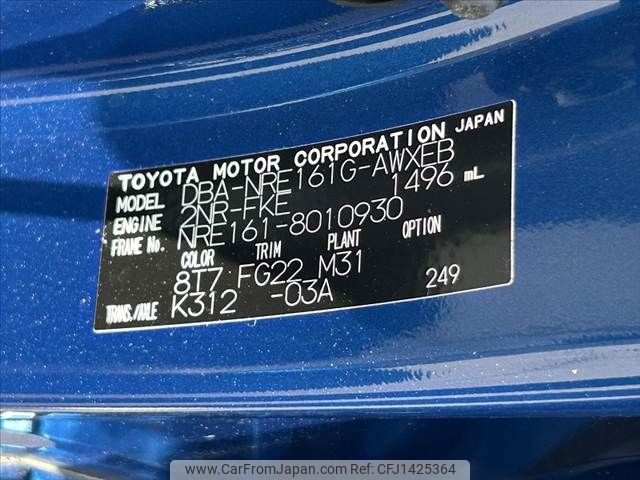 TOYOTA MOTOR CORPORATION JAPAN
MODEL DBA-NRE161G-AWXEB
ENGINE 2NR-FKE 1496 mL
FRAME No. NRE161-8010930
COLOR TRIM PLANT OPTION
8T7 FG22 M31
TRANS./AXLE K312 -03A 249
www.CarFromJapan.com - CFJ1425364